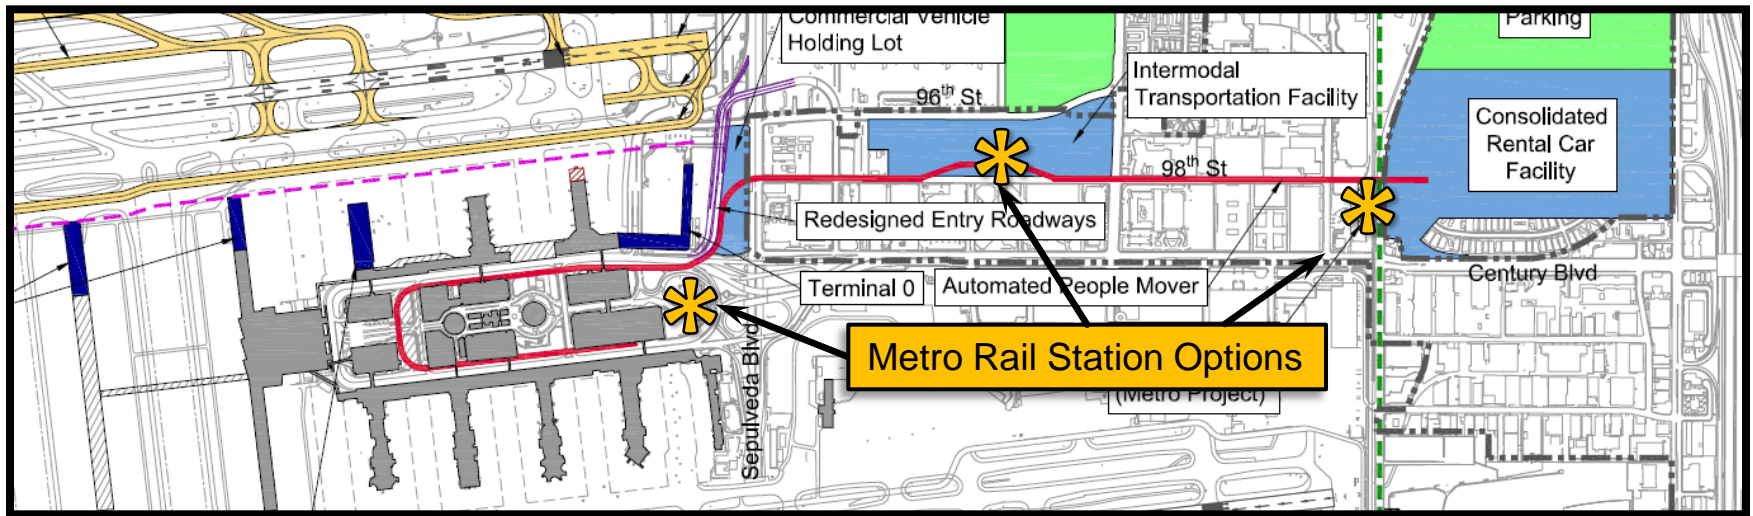 Commercial Vehicle
Holding Lot
Parking
96th St
Intermodal
Transportation Facility
Consolidated
Rental Car
Facility
98th St
Redesigned Entry Roadways
Terminal 0
Automated People Mover
Century Blvd
Sepulveda Blvd
Metro Rail Station Options
(Metro Project)